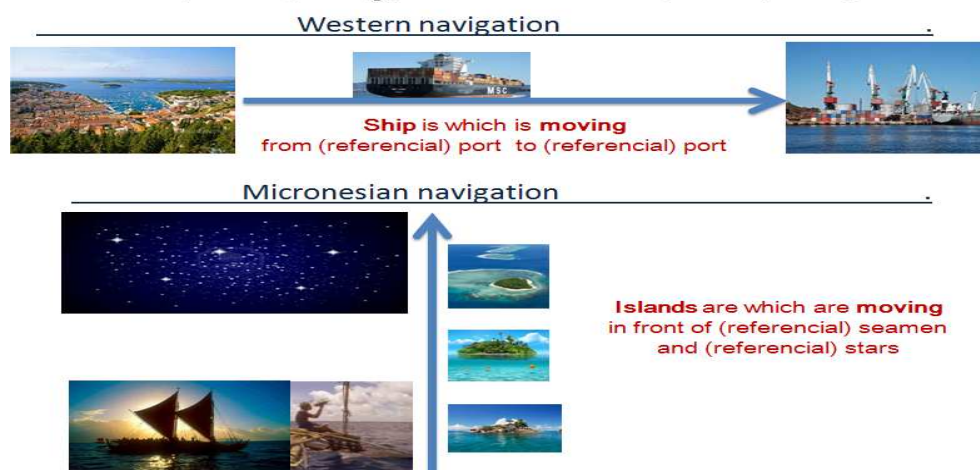 Western navigation .
MSC
Ship is which is moving
from (referencial) port to (referencial) port
Micronesian navigation .
Islands are which are moving
in front of (referencial) seamen
and (referencial) stars